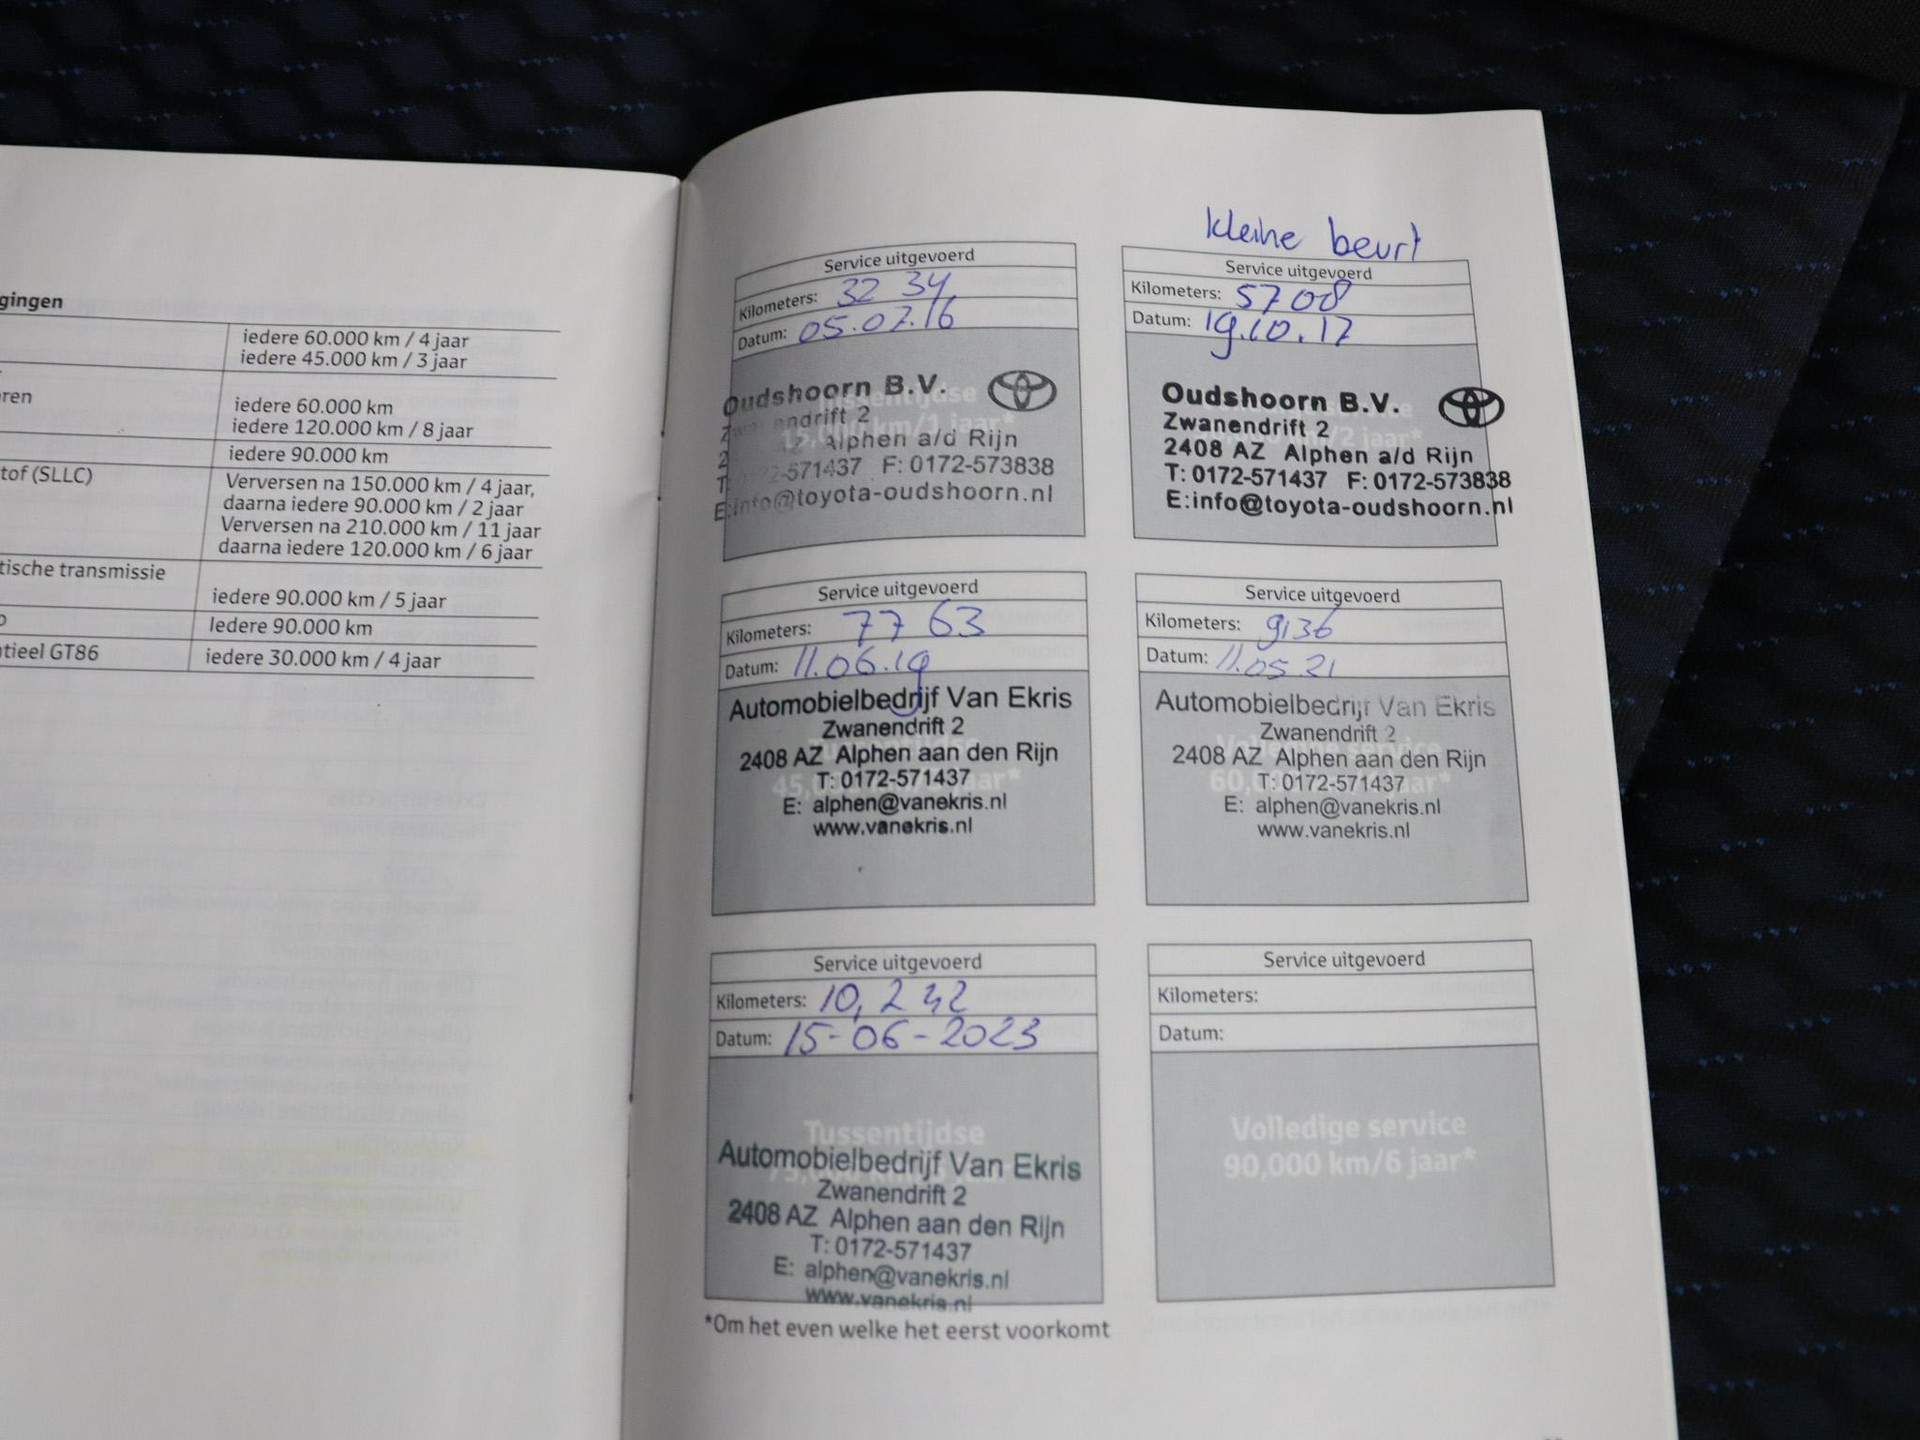 gingen
iedere 60.000 km / 4 jaar
iedere 45.000 km / 3 jaar
ren
iedere 60.000 km
iedere 120.000 km / 8 jaar
iedere 90.000 km
tof (SLLC)
Verversen na 150.000 km / 4 jaar,
daarna iedere 90.000 km / 2 jaar
Verversen na 210.000 km / 11 jaar
daarna iedere 120.000 km / 6 jaar
tische transmissie
iedere 90.000 km / 5 jaar
Iedere 90.000 km
tieel GT86
iedere 30.000 km / 4 jaar
Service uitgevoerd
Kilometers: 32 34
Datum: 05.07.16
Oudshoorn B.V.
Zwanendrift 2
AZ Alphen a/d Rijn
-571437 F: 0172-573838
E:info@toyota-oudshoorn.nl
kleine beurt
Service uitgevoerd
Kilometers: 5708
Datum: 19.10.17
Oudshoorn B.V.
Zwanendrift 2
2408 AZ Alphen a/d Rijn
T: 0172-571437 F: 0172-573838
E:info@toyota-oudshoorn.nl
Service uitgevoerd
Kilometers: 77 63
Datum: 11.06.19
Automobielbedrijf Van Ekris
Zwanendrift 2
2408 AZ Alphen aan den Rijn
T: 0172-571437
E: alphen@vanekris.nl
www.vanekris.nl
Service uitgevoerd
Kilometers: 9136
Datum: 11.05.21
Automobielbedrijf Van Ekris
Zwanendrift 2
2408 AZ Alphen aan den Rijn
T: 0172-571437
E: alphen@vanekris.nl
www.vanekris.nl
Service uitgevoerd
Kilometers: 10,242
Datum: 15-06-2023
Tussentijdse
Automobielbedrijf Van Ekris
Zwanendrift 2
2408 AZ Alphen aan den Rijn
T: 0172-571437
E: alphen@vanekris.nl
www.vanekris.nl
Service uitgevoerd
Kilometers:
Datum:
Volledige service
90,000 km/6 jaar*
*Om het even welke het eerst voorkomt